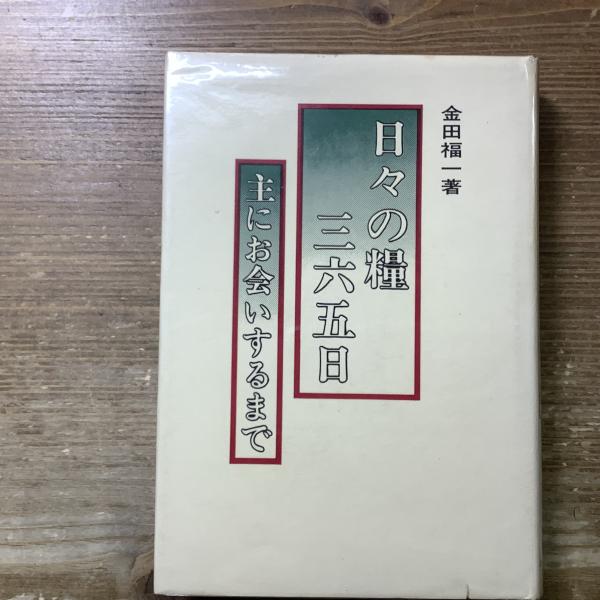 金田福一著
日々の糧
三六五日
主にお会いするまで